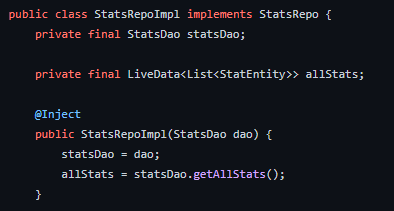 public class StatsRepoImpl implements StatsRepo {
    private final StatsDao statsDao;
    private final LiveData<List<StatEntity>> allStats;
    @Inject
    public StatsRepoImpl(StatsDao dao) {
        statsDao = dao;
        allStats = statsDao.getAllStats();
    }